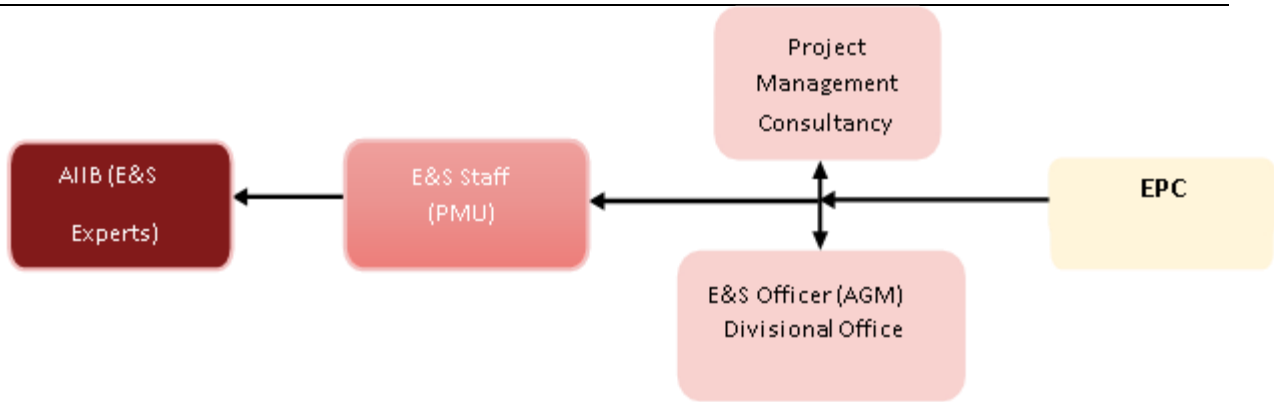 Project
Management
Consultancy
AIIB (E&S
Experts)
E&S Staff
(PMU)
EPC
E&S Officer (AGM)
Divisional Office